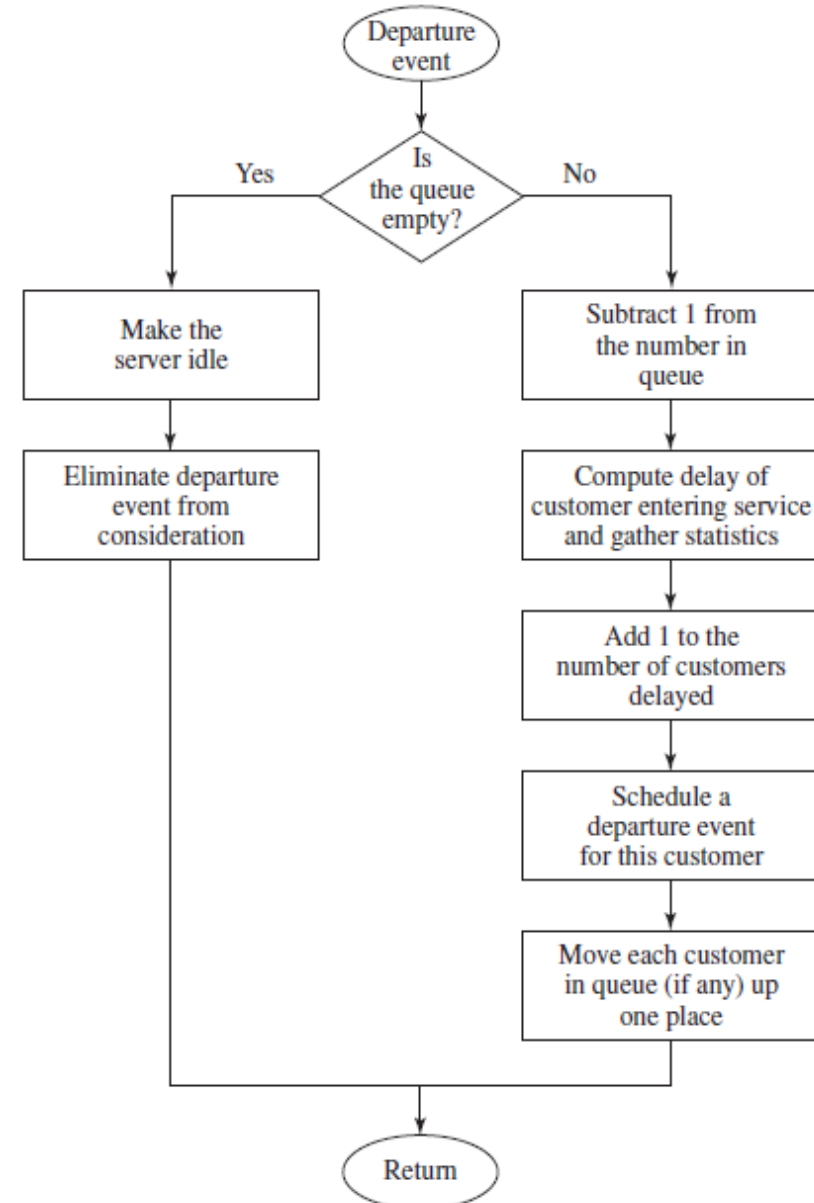 Departure
event
Is
the queue
empty?
Yes
No
Make the
server idle
Eliminate departure
event from
consideration
Subtract 1 from
the number in
queue
Compute delay of
customer entering service
and gather statistics
Add 1 to the
number of customers
delayed
Schedule a
departure event
for this customer
Move each customer
in queue (if any) up
one place
Return